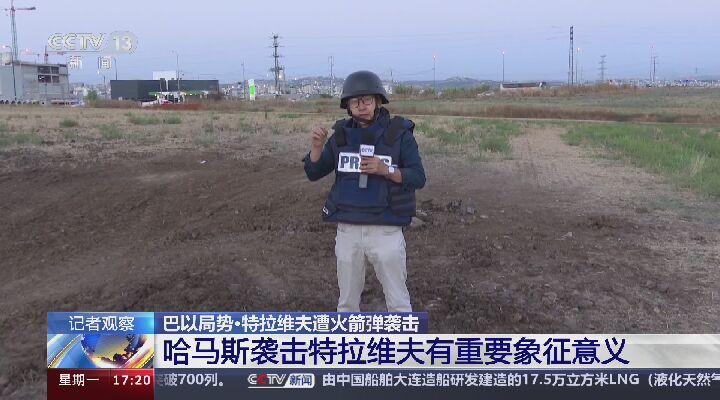 CCTV 13
新闻
PRESS
CCTV
记者观察
巴以局势·特拉维夫遭火箭弹袭击
哈马斯袭击特拉维夫有重要象征意义
星期一 17:20
突破700列。 CCTV 新闻 由中国船舶大连造船研发建造的17.5万立方米LNG（液化天然气